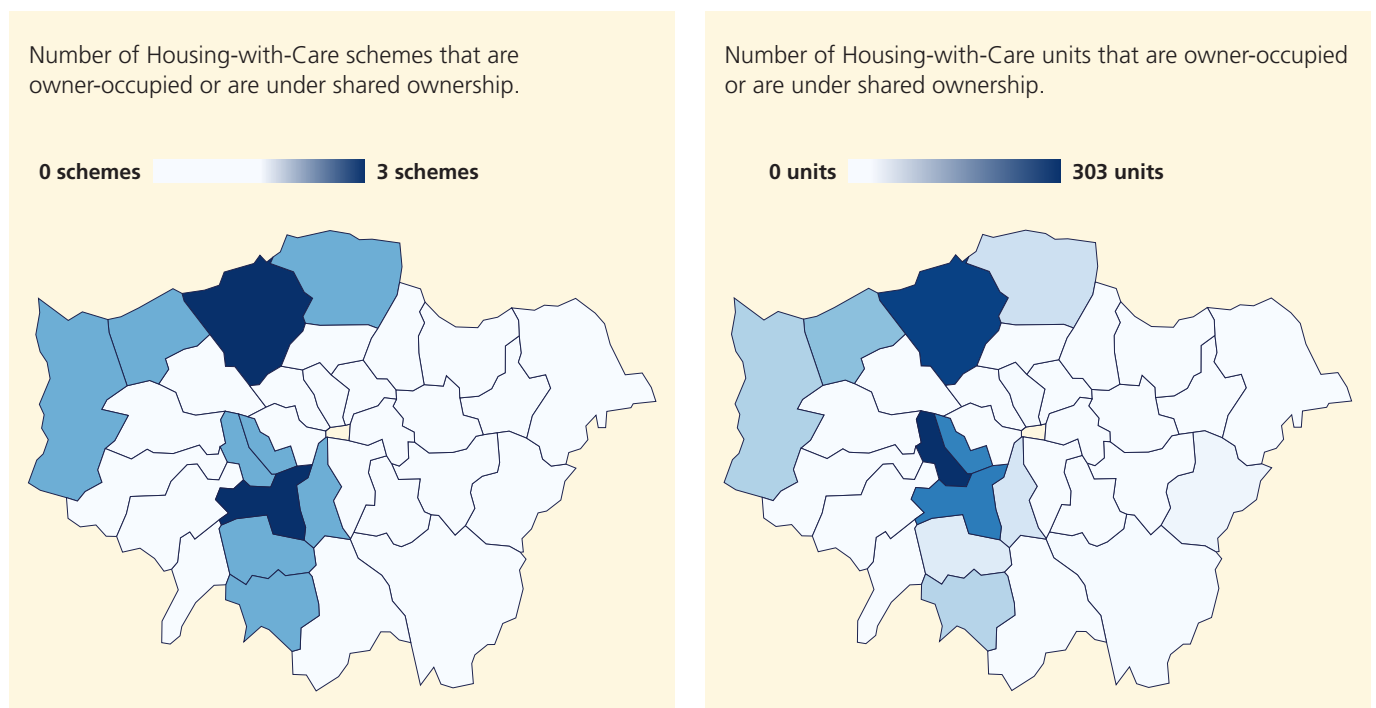 Number of Housing-with-Care schemes that are
owner-occupied or are under shared ownership.
0 schemes
3 schemes
Number of Housing-with-Care units that are owner-occupied
or are under shared ownership.
0 units
303 units